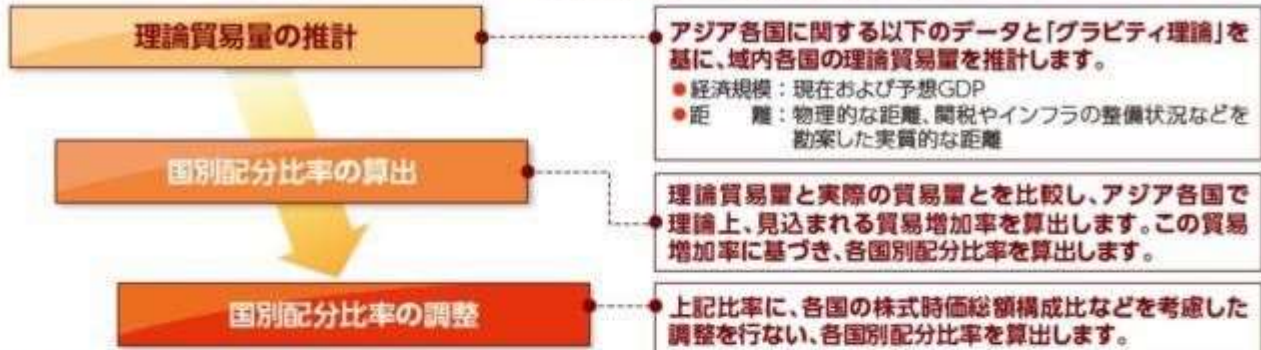 理論貿易量の推計
アジア各国に関する以下のデータと「グラビティ理論」を
基に、域内各国の理論貿易量を推計します。
●経済規模：現在および予想GDP
●距　　離：物理的な距離、関税やインフラの整備状況などを
勘案した実質的な距離
国別配分比率の算出
理論貿易量と実際の貿易量とを比較し、アジア各国で
理論上、見込まれる貿易増加率を算出します。この貿易
増加率に基づき、各国別配分比率を算出します。
国別配分比率の調整
上記比率に、各国の株式時価総額構成比などを考慮した
調整を行ない、各国別配分比率を算出します。